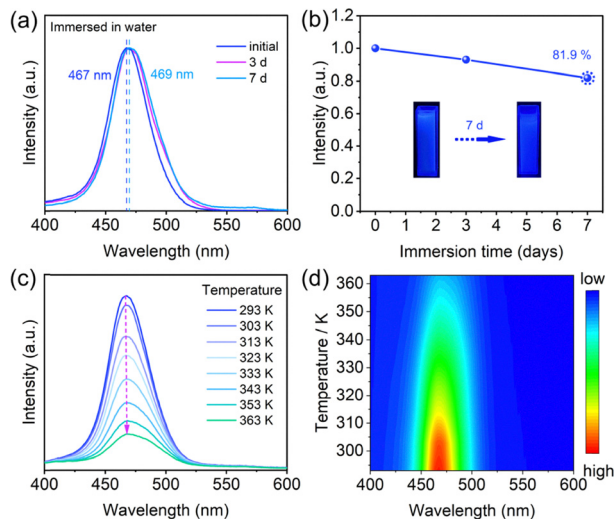 (a)
Immersed in water
initial
3 d
7 d
467 nm
469 nm
Intensity (a.u.)
400
450
500
550
600
Wavelength (nm)
(b)
1.2
1.0
0.8
0.6
0.4
0.2
0.0
81.9 %
7 d
Intensity (a.u.)
0 1 2 3 4 5 6 7
Immersion time (days)
(c)
Temperature
293 K
303 K
313 K
323 K
333 K
343 K
353 K
363 K
Intensity (a.u.)
400
450
500
550
600
Wavelength (nm)
(d)
360
350
340
330
320
310
300
Temperature / K
400
450
500
550
600
Wavelength (nm)
low
high